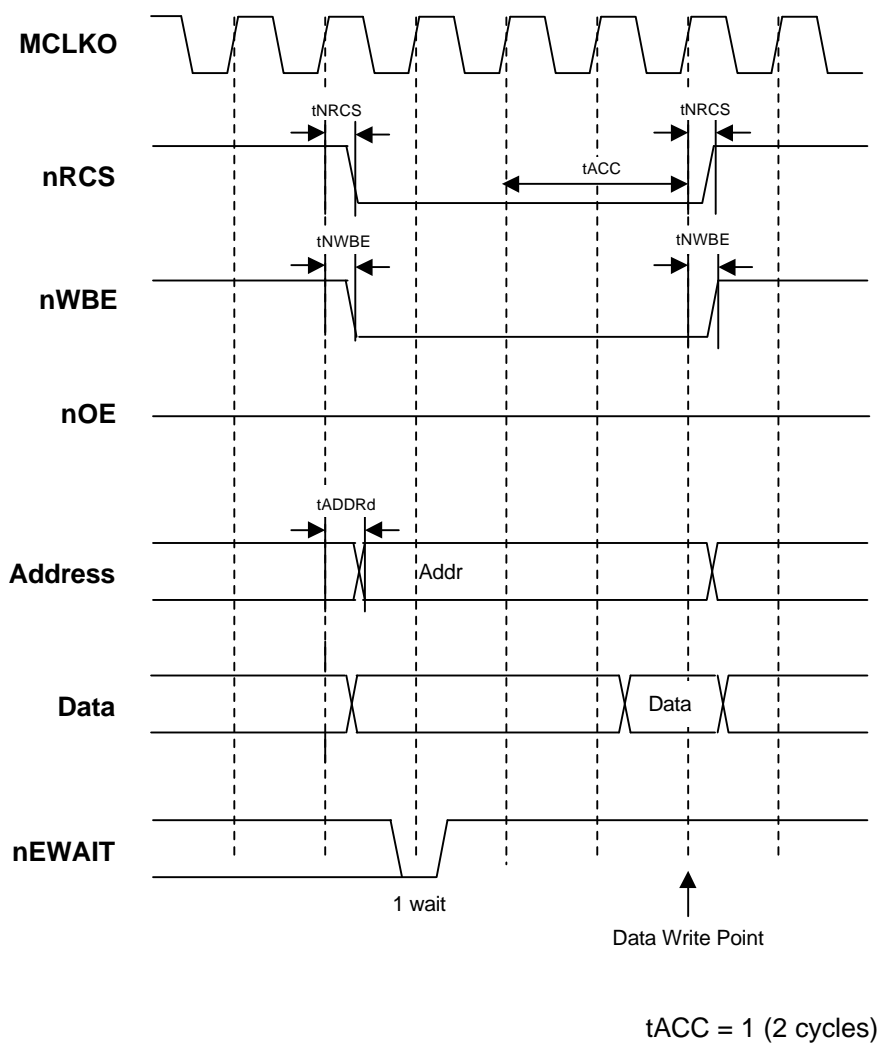 MCLKO
tNRCS
tNRCS
nRCS
tACC
tNWBE
tNWBE
nWBE
nOE
tADDRd
Address
Addr
Data
Data
nEWAIT
1 wait
Data Write Point
tACC = 1 (2 cycles)